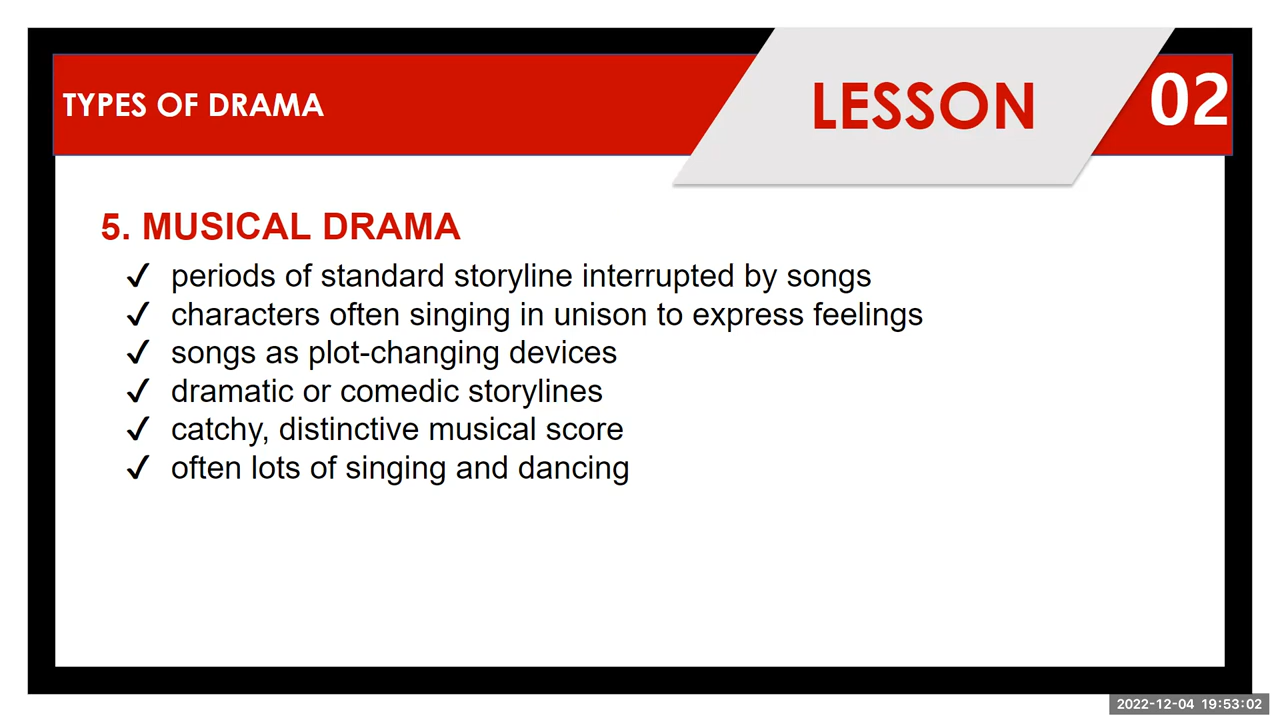 TYPES OF DRAMA
LESSON
02
5. MUSICAL DRAMA
✓ periods of standard storyline interrupted by songs
✓ characters often singing in unison to express feelings
✓ songs as plot-changing devices
✓ dramatic or comedic storylines
✓ catchy, distinctive musical score
✓ often lots of singing and dancing
2022-12-04 19:53:02